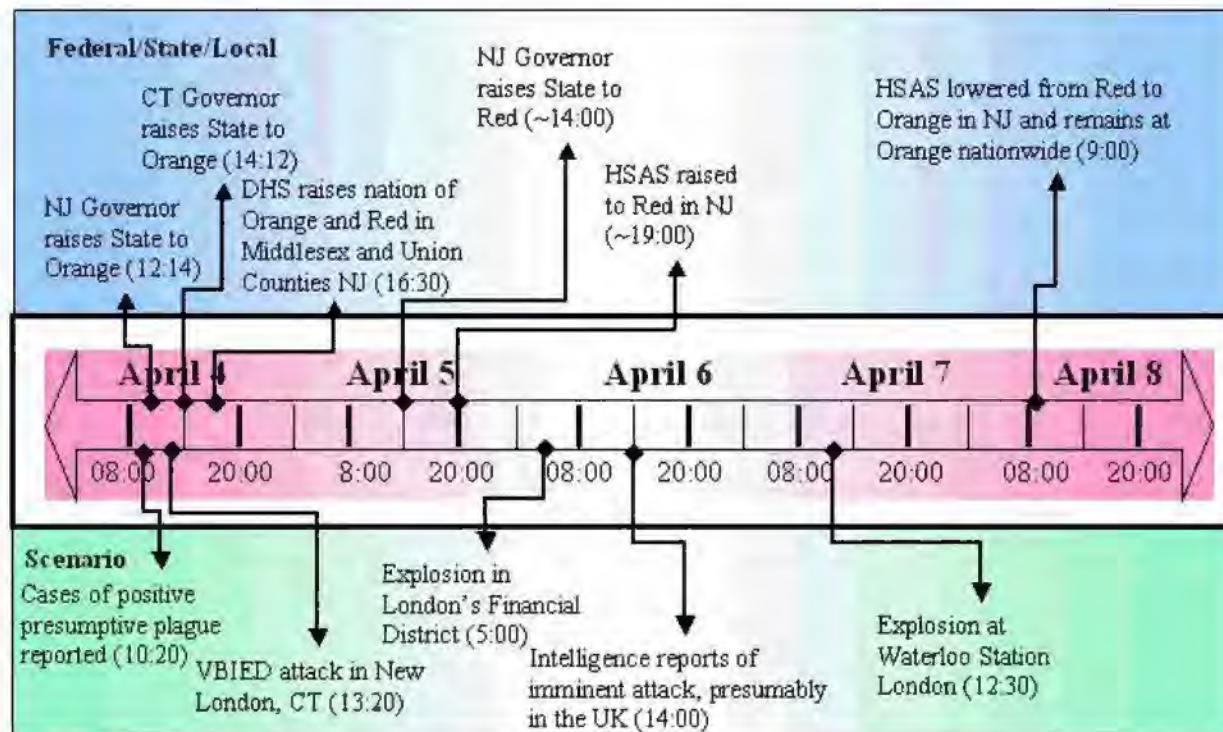 Federal/State/Local
CT Governor
raises State to
Orange (14:12)
NJ Governor
raises State to
Orange (12:14)
DHS raises nation of
Orange and Red in
Middlesex and Union
Counties NJ (16:30)
NJ Governor
raises State to
Red (~14:00)
HSAS raised
to Red in NJ
(~19:00)
HSAS lowered from Red to
Orange in NJ and remains at
Orange nationwide (9:00)
April 4 April 5 April 6 April 7 April 8
08:00 20:00 8:00 20:00 08:00 20:00 08:00 20:00 08:00 20:00
Scenario
Cases of positive
presumptive plague
reported (10:20)
VBIED attack in New
London, CT (13:20)
Explosion in
London's Financial
District (5:00)
Intelligence reports of
imminent attack, presumably
in the UK (14:00)
Explosion at
Waterloo Station
London (12:30)